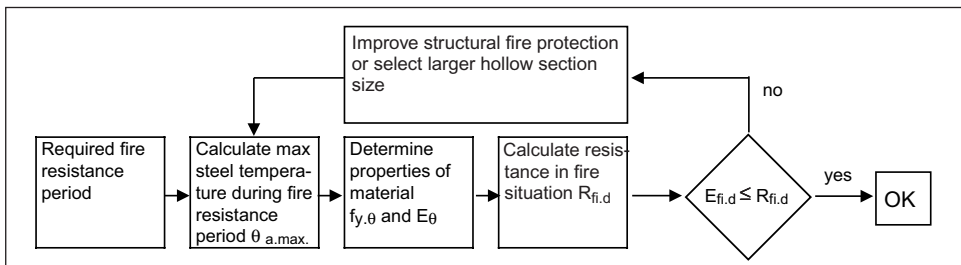 Improve structural fire protection
or select larger hollow section
size
no
Required fire
resistance
period
Calculate max
steel tempera-
ture during fire
resistance
period θ a.max.
Determine
properties of
material
fy.θ and Eθ
Calculate resis-
tance in fire
situation Rfi.d
Efi.d ≤ Rfi.d
yes
OK